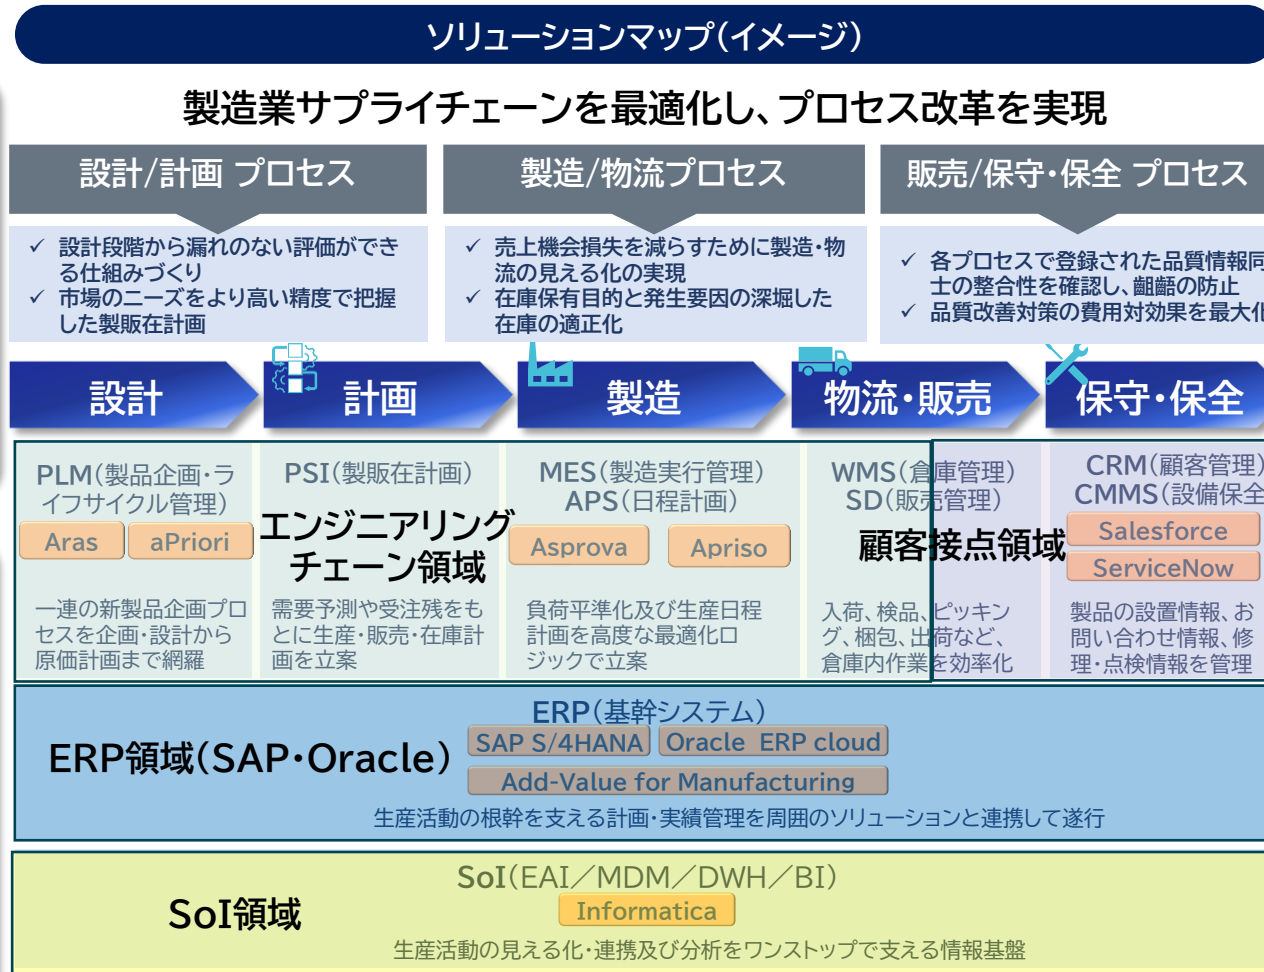 ソリューションマップ(イメージ)
製造業サプライチェーンを最適化し、プロセス改革を実現
設計/計画 プロセス
✓ 設計段階から漏れのない評価ができ
る仕組みづくり
✓ 市場のニーズをより高い精度で把握
した製販在計画
製造/物流プロセス
✓ 売上機会損失を減らすために製造・物
流の見える化の実現
✓ 在庫保有目的と発生要因の深堀した
在庫の適正化
販売/保守・保全 プロセス
✓ 各プロセスで登録された品質情報同
士の整合性を確認し、齟齬の防止
✓ 品質改善対策の費用対効果を最大化
設計
計画
製造
物流・販売
保守・保全
PLM(製品企画・ラ
イフサイクル管理)
Aras
aPriori
一連の新製品企画プロ
セスを企画・設計から
原価計画まで網羅
PSI(製販在計画)
エンジニアリング
チェーン領域
需要予測や受注残をも
とに生産・販売・在庫計
画を立案
MES(製造実行管理)
APS(日程計画)
Asprova
Apriso
負荷平準化及び生産日程
計画を高度な最適化ロ
ジックで立案
WMS(倉庫管理)
SD(販売管理)
顧客接点領域
入荷、検品、ピッキン
グ、梱包、出荷など、
倉庫内作業を効率化
CRM(顧客管理)
CMMS(設備保全
Salesforce
ServiceNow
製品の設置情報、お
問い合わせ情報、修
理・点検情報を管理
ERP(基幹システム)
ERP領域(SAP・Oracle)
SAP S/4HANA
Oracle ERP cloud
Add-Value for Manufacturing
生産活動の根幹を支える計画・実績管理を周囲のソリューションと連携して遂行
SoI(EAI／MDM／DWH／BI)
SoI領域
Informatica
生産活動の見える化・連携及び分析をワンストップで支える情報基盤